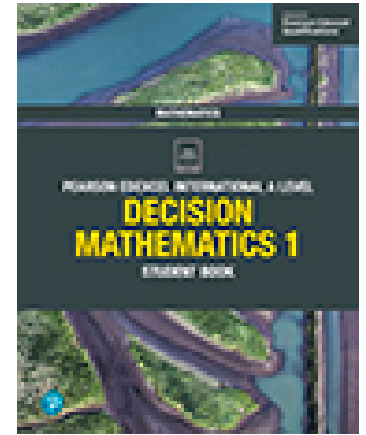 MATHEMATICS
PEARSON EDEXCEL INTERNATIONAL A LEVEL
DECISION
MATHEMATICS 1
STUDENT BOOK